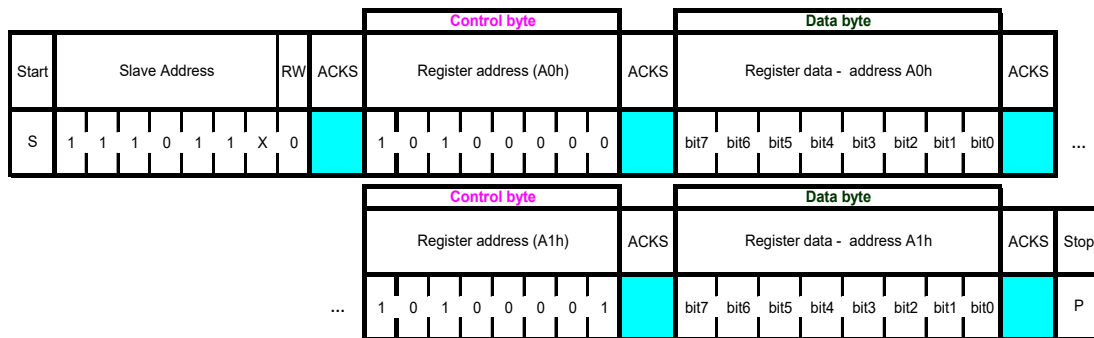 Control byte Data byte
Start Slave Address RW ACKS Register address (A0h) ACKS Register data - address A0h ACKS
S 1 1 1 0 1 1 X 0 1 0 1 0 0 0 0 0 bit7 bit6 bit5 bit4 bit3 bit2 bit1 bit0 ...
Control byte Data byte
Register address (A1h) ACKS Register data - address A1h ACKS Stop
... 1 0 1 0 0 0 0 1 bit7 bit6 bit5 bit4 bit3 bit2 bit1 bit0 P